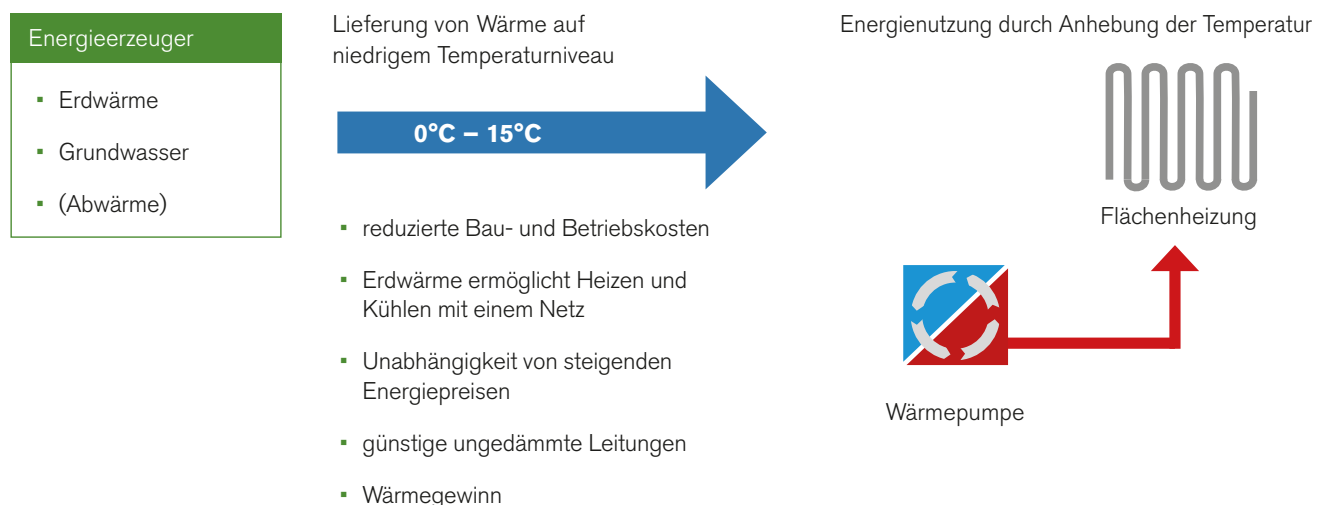 Energieerzeuger
▪ Erdwärme
▪ Grundwasser
▪ (Abwärme)
Lieferung von Wärme auf
niedrigem Temperaturniveau
0°C – 15°C
▪ reduzierte Bau- und Betriebskosten
▪ Erdwärme ermöglicht Heizen und
Kühlen mit einem Netz
▪ Unabhängigkeit von steigenden
Energiepreisen
▪ günstige ungedämmte Leitungen
▪ Wärmegewinn
Energienutzung durch Anhebung der Temperatur
Flächenheizung
Wärmepumpe